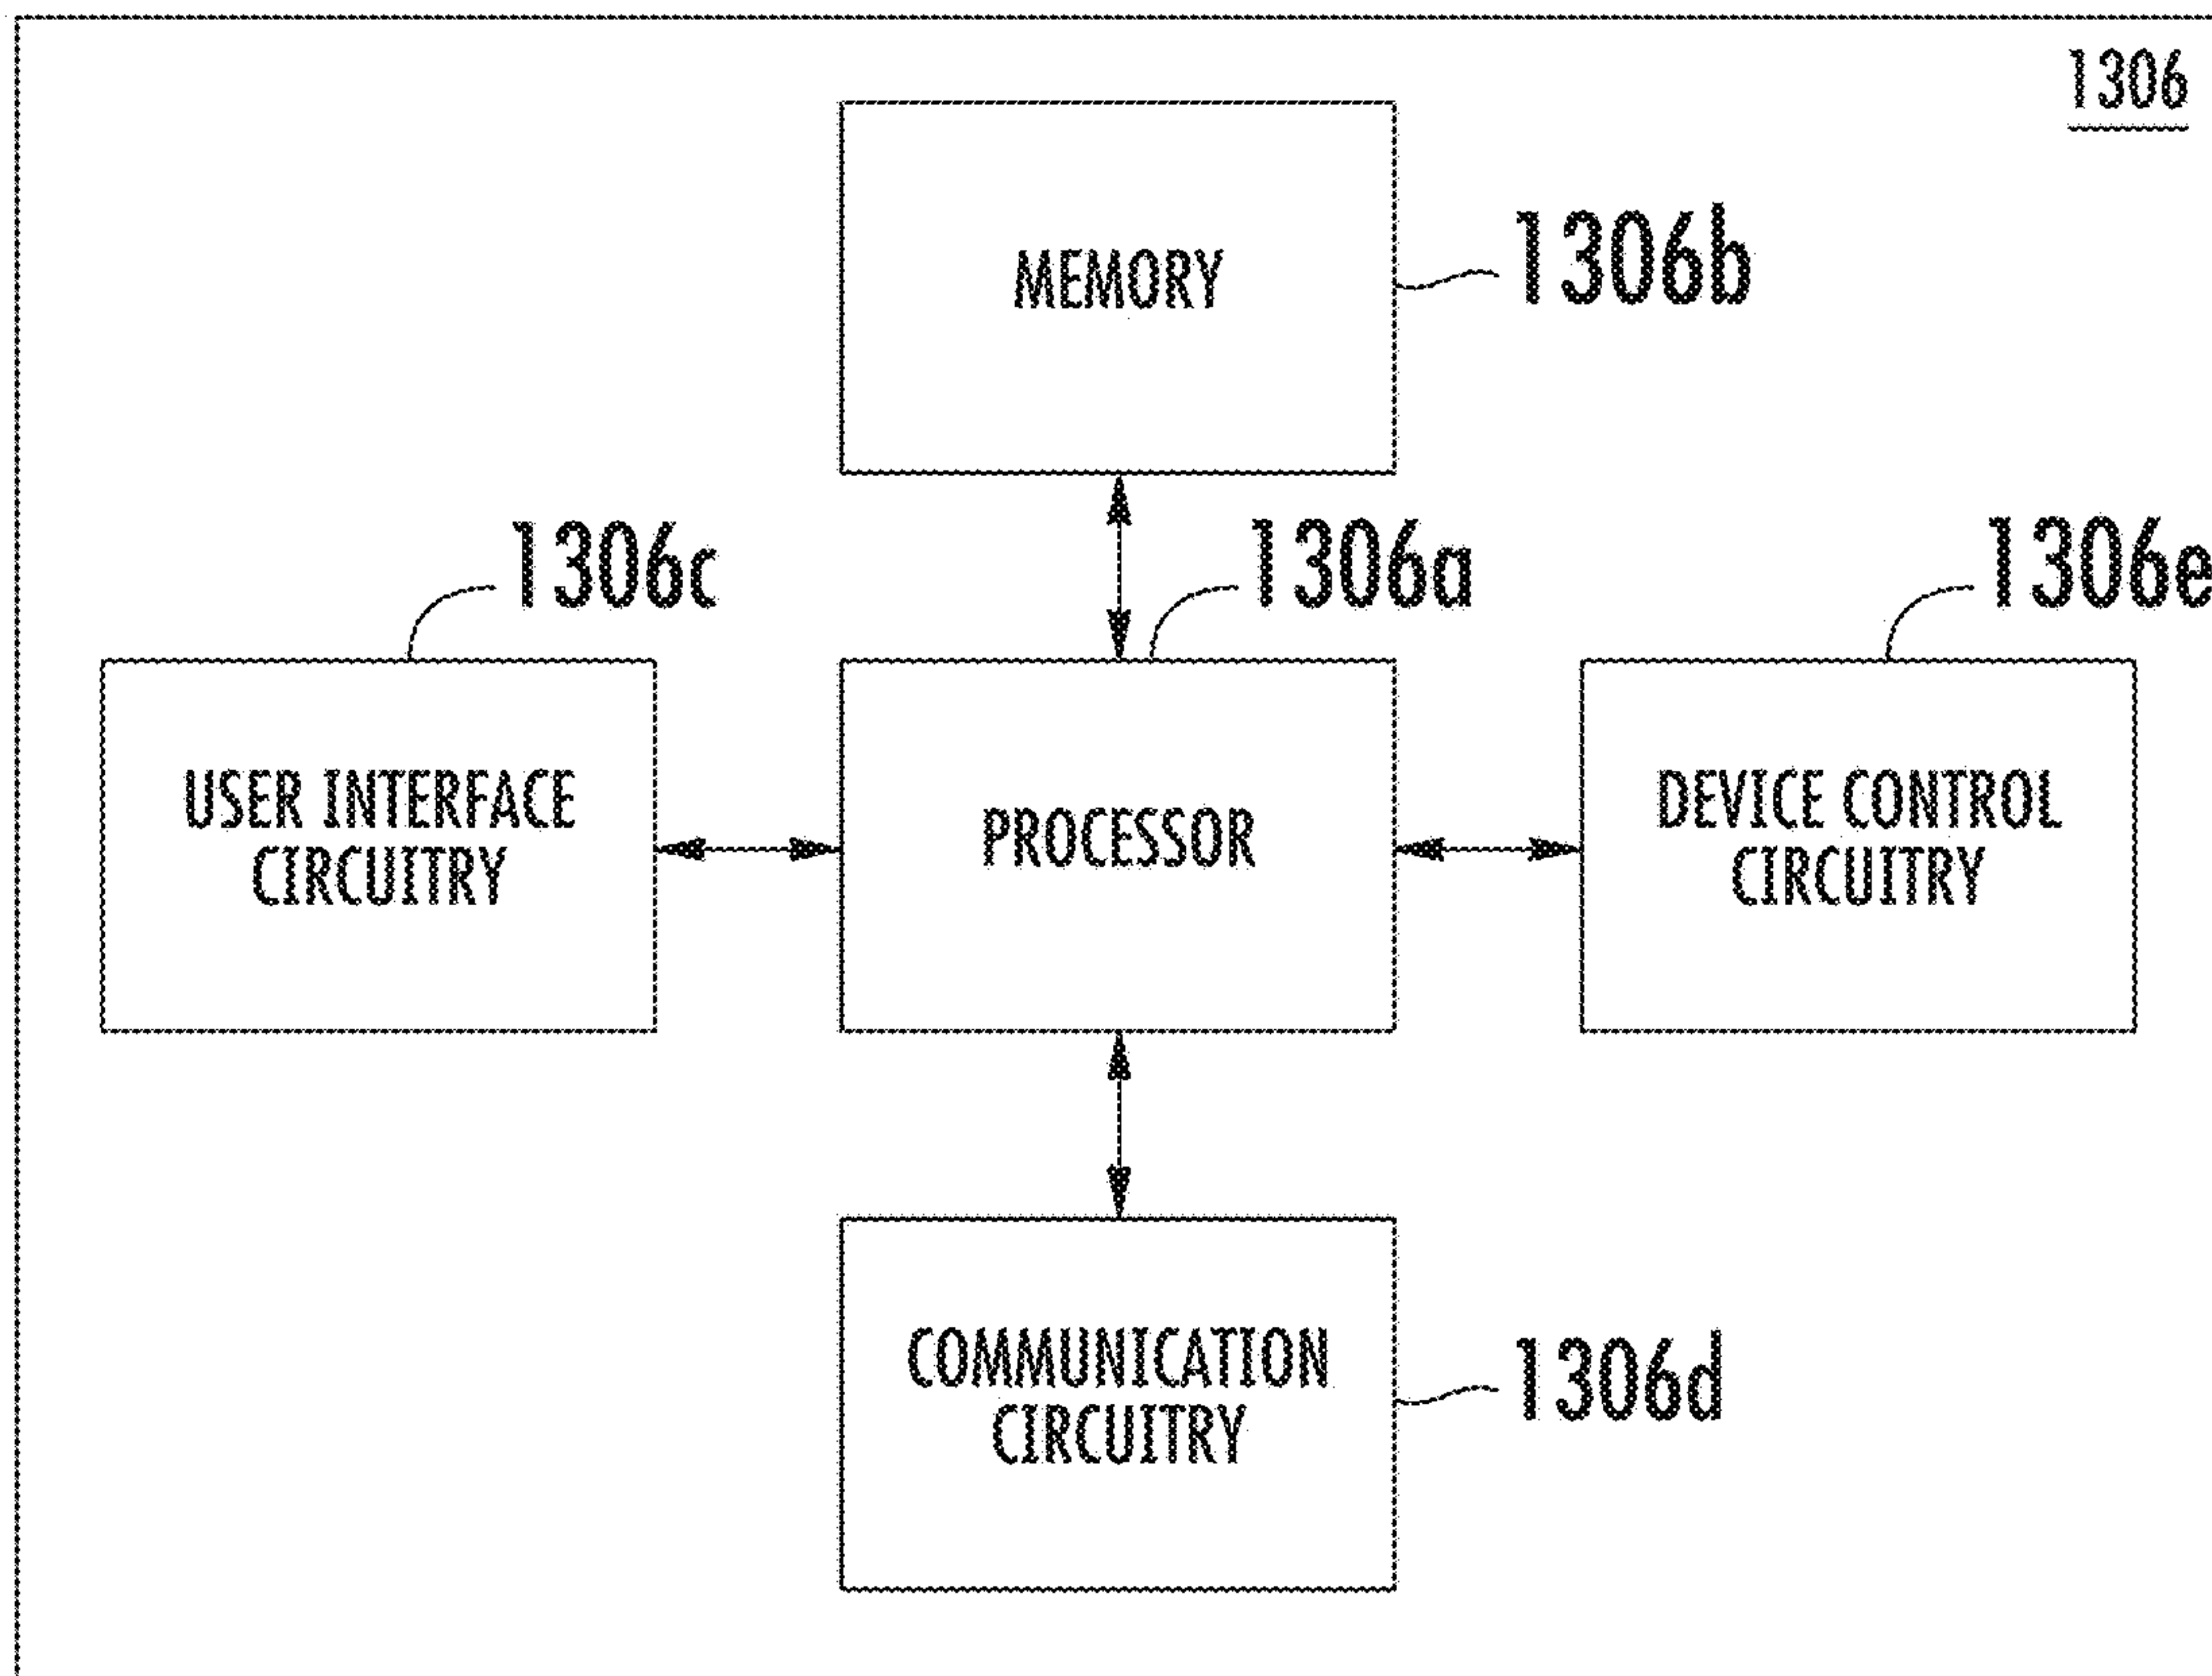 1306
MEMORY
1306b
1306c
1306a
1306e
USER INTERFACE
CIRCUITRY
PROCESSOR
DEVICE CONTROL
CIRCUITRY
COMMUNICATION
CIRCUITRY
1306d